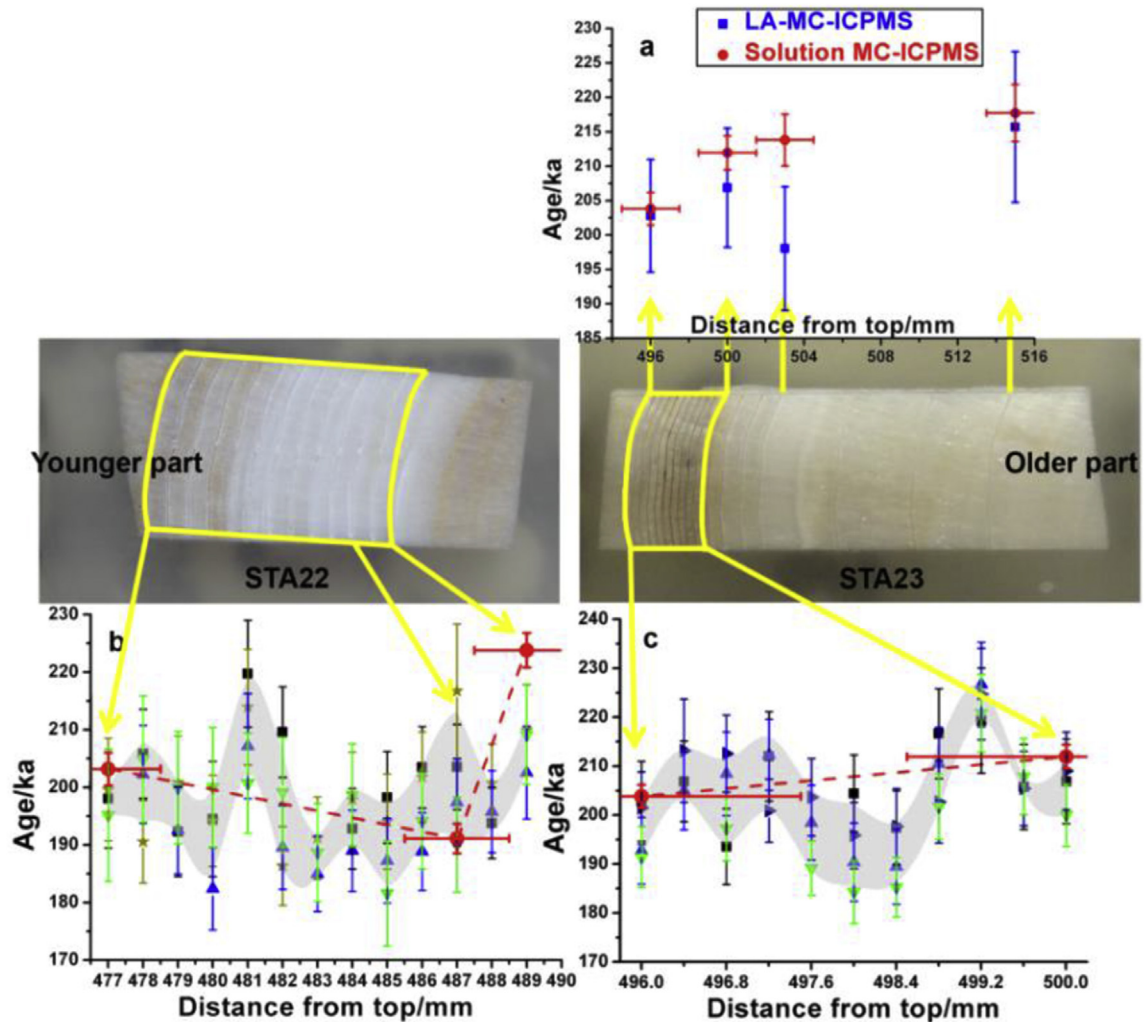 LA-MC-ICPMS
Solution MC-ICPMS
a
230
225
220
215
210
205
200
195
190
185
Age/ka
Distance from top/mm
496 500 504 508 512 516
Younger part
STA22
Older part
STA23
b
230
220
210
200
190
180
170
Age/ka
477 478 479 480 481 482 483 484 485 486 487 488 489 490
Distance from top/mm
c
240
230
220
210
200
190
180
170
Age/ka
496.0 496.8 497.6 498.4 499.2 500.0
Distance from top/mm